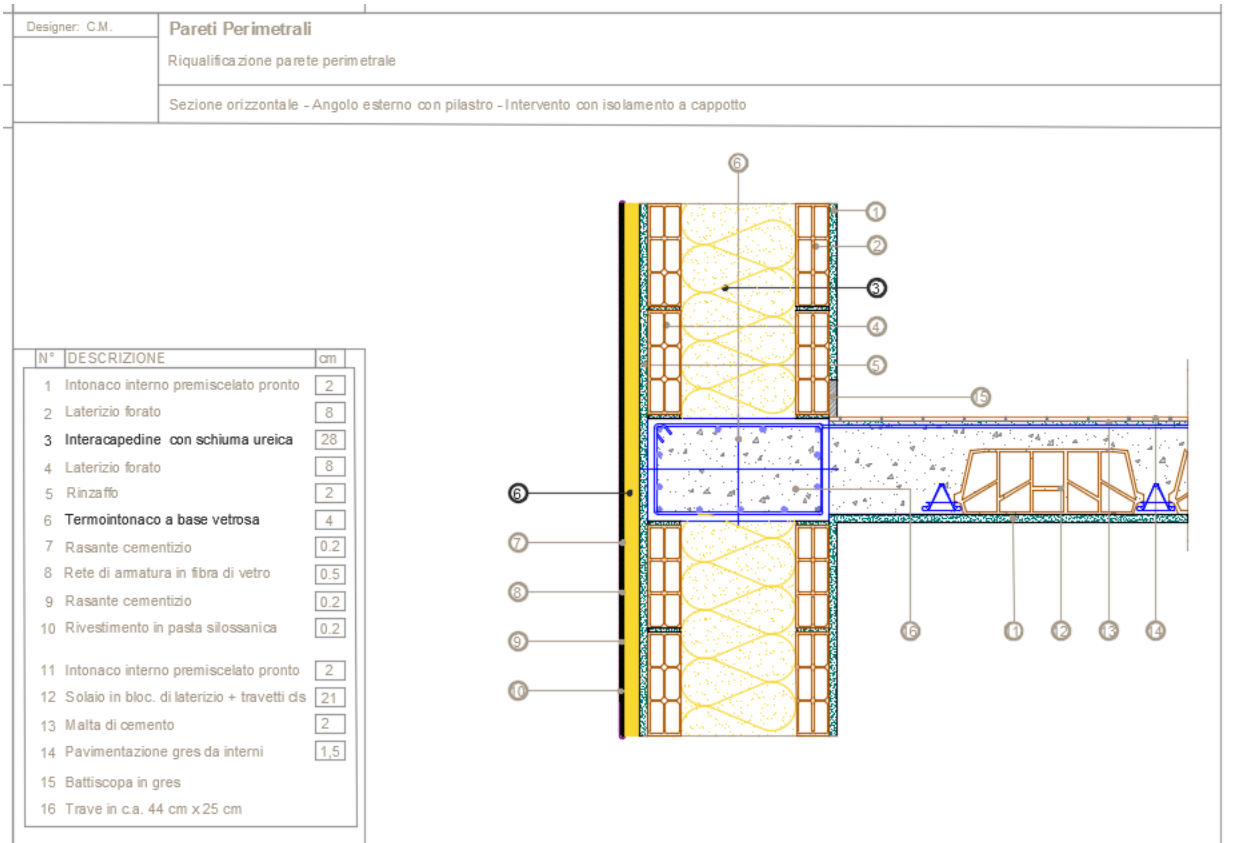 Designer: C.M.
Pareti Perimetrali
Riqualificazione parete perimetrale
Sezione orizzontale - Angolo esterno con pilastro - Intervento con isolamento a cappotto
6
1
2
3
4
5
15
6
7
8
9
10
16
11
12
13
14
N° DESCRIZIONE cm
1 Intonaco interno premiscelato pronto 2
2 Laterizio forato 8
3 Interacapedine con schiuma ureica 28
4 Laterizio forato 8
5 Rinzaffo 2
6 Termointonaco a base vetrosa 4
7 Rasante cementizio 0.2
8 Rete di armatura in fibra di vetro 0.5
9 Rasante cementizio 0.2
10 Rivestimento in pasta silossanica 0.2
11 Intonaco interno premiscelato pronto 2
12 Solaio in bloc. di laterizio + travetti cls 21
13 Malta di cemento 2
14 Pavimentazione gres da interni 1,5
15 Battiscopa in gres
16 Trave in c.a. 44 cm x 25 cm